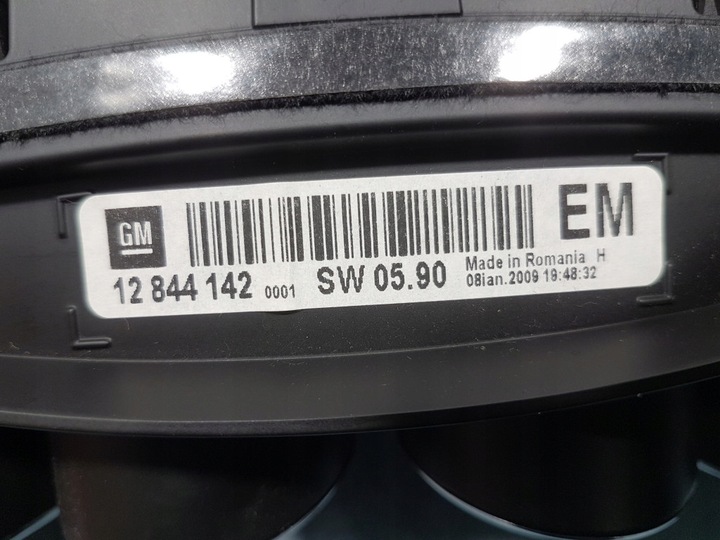 GM
EM
12 844 142 0001 SW 05.90
Made in Romania H
08ian.2009 19:48:32